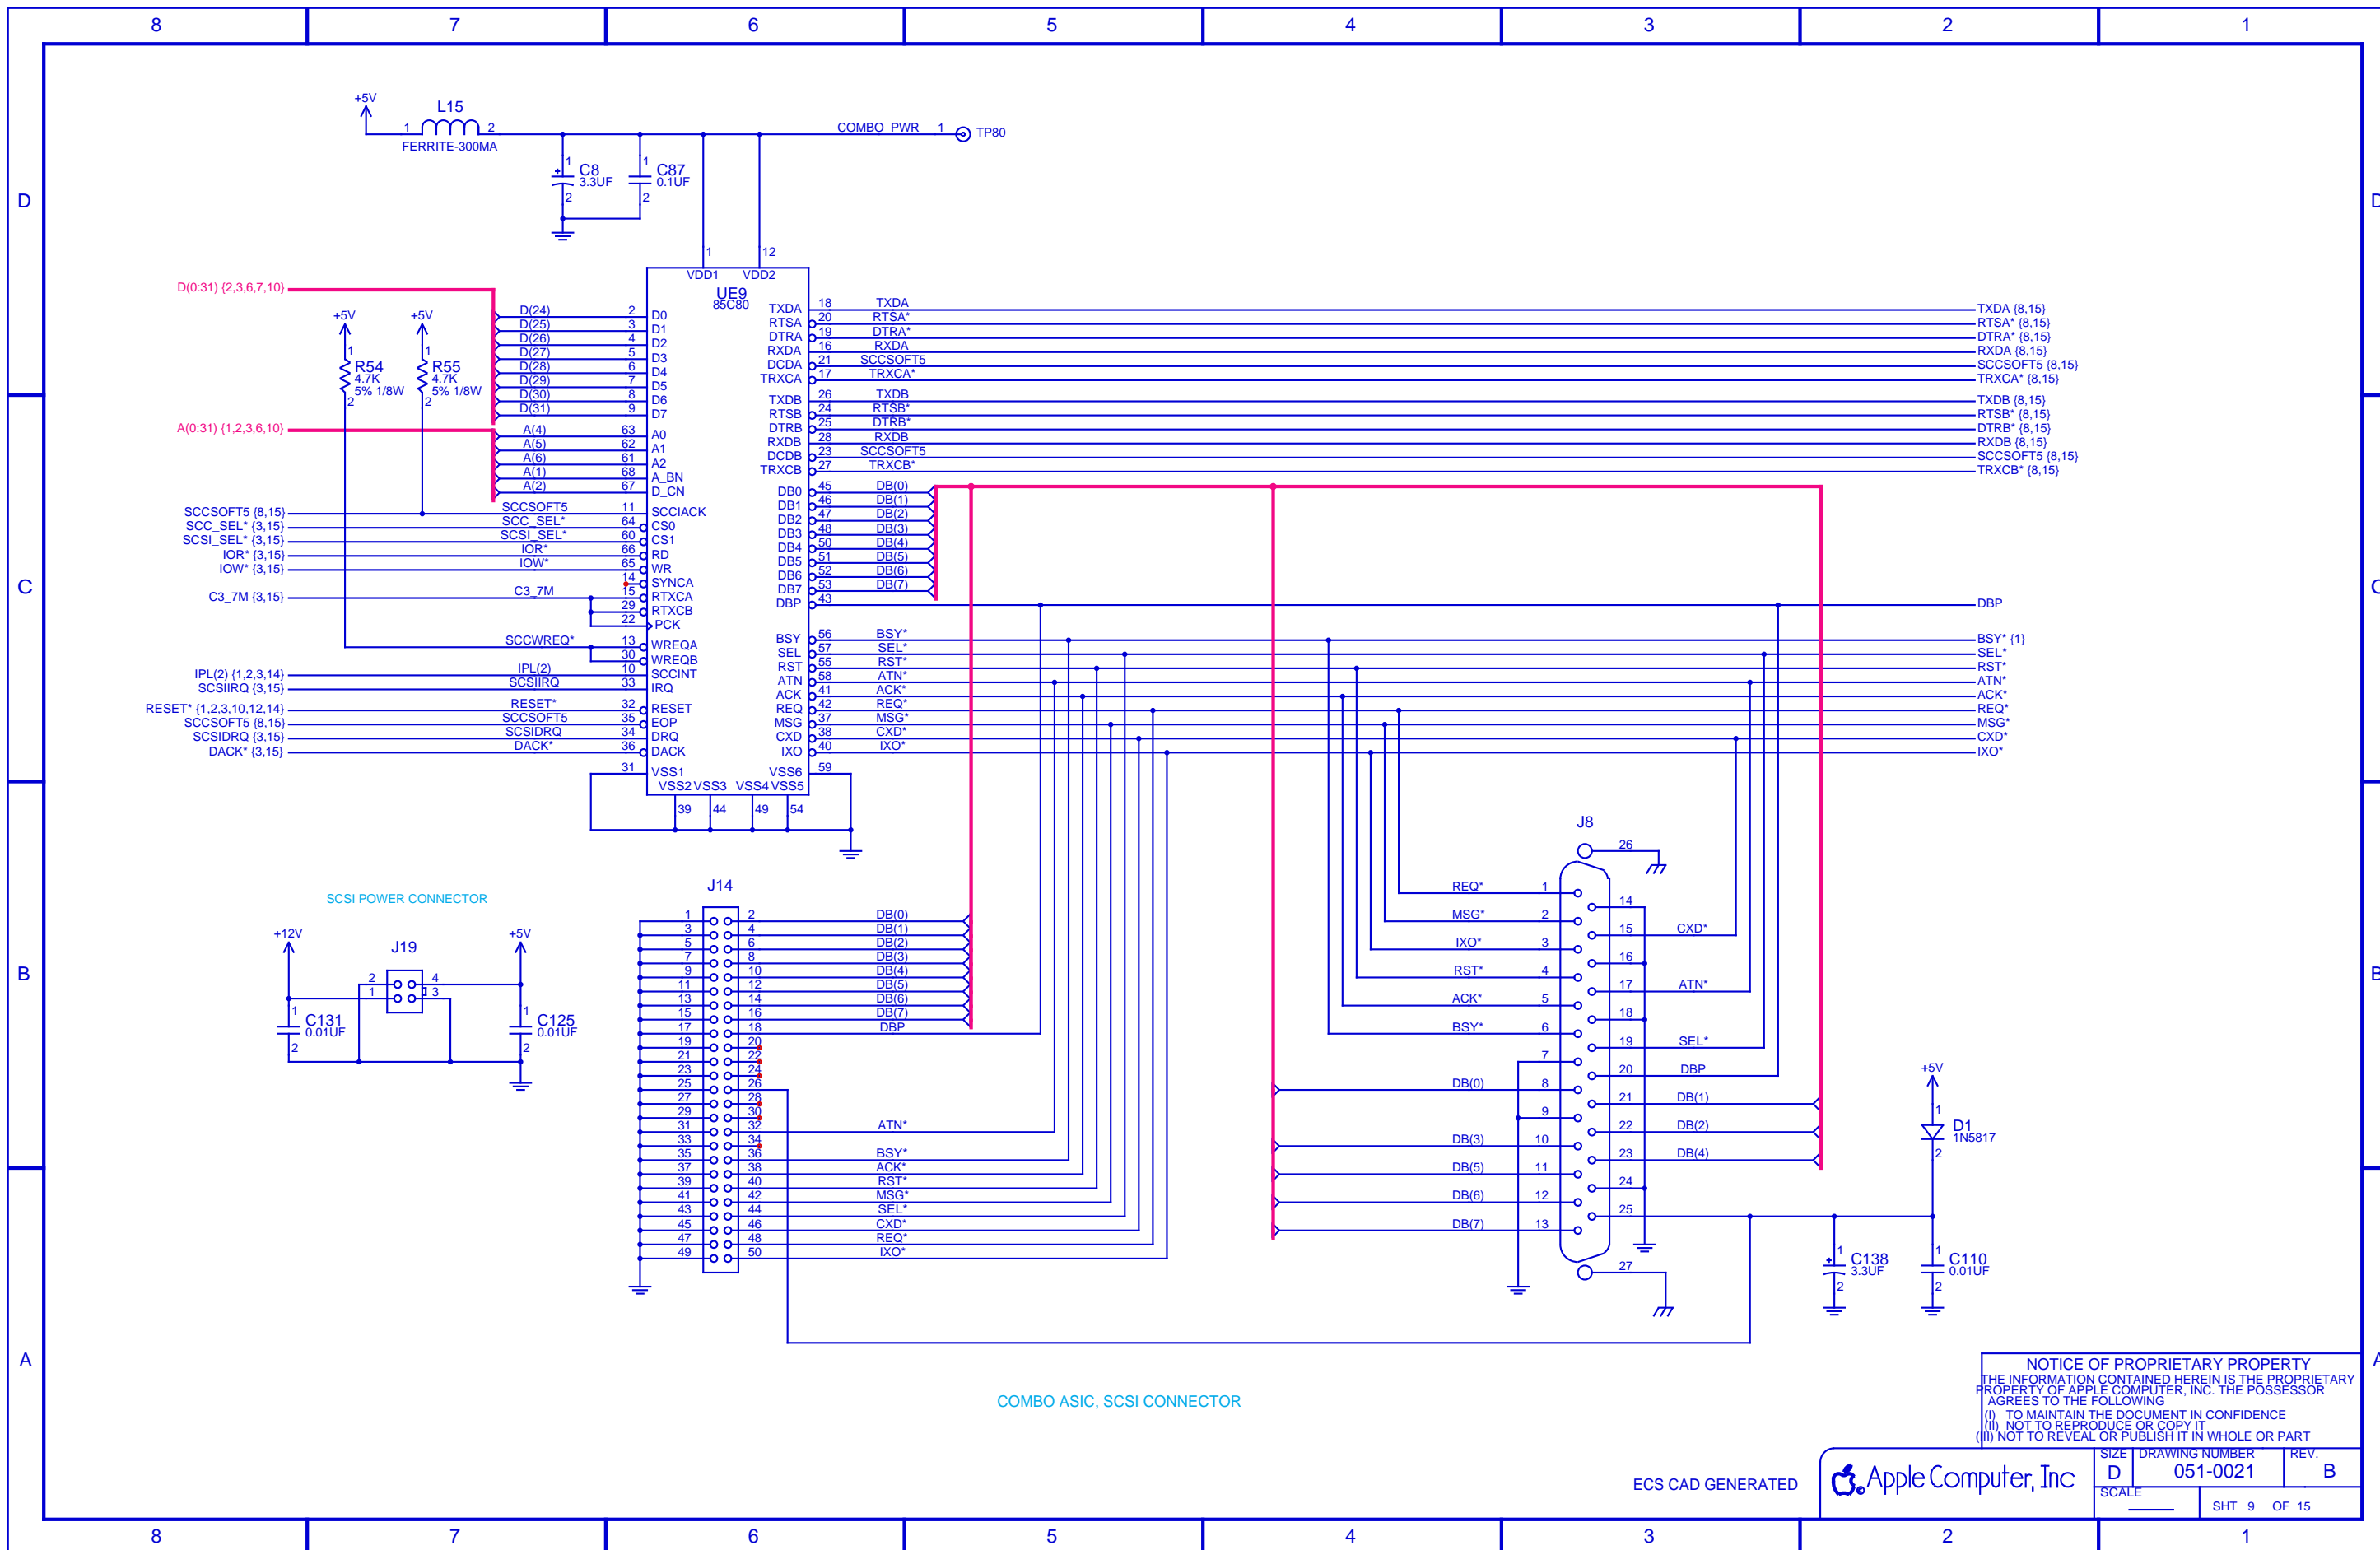 8 7 6 5 4 3 2 1
D
C
B
A
+5V
L15
1 2
FERRITE-300MA
COMBO_PWR 1 TP80
1
C8
3.3UF
2
1
C87
0.1UF
2
1 12
VDD1 VDD2
UE9
85C80
D(0:31) {2,3,6,7,10}
+5V +5V
1
R54
4.7K
5% 1/8W
2
1
R55
4.7K
5% 1/8W
2
D(24) 2 D0
D(25) 3 D1
D(26) 4 D2
D(27) 5 D3
D(28) 6 D4
D(29) 7 D5
D(30) 8 D6
D(31) 9 D7
A(0:31) {1,2,3,6,10}
A(4) 63 A0
A(5) 62 A1
A(6) 61 A2
A(1) 68 A_BN
A(2) 67 D_CN
SCCSOFT5 {8,15} SCCSOFT5 11 SCCIACK
SCC_SEL* {3,15} SCC_SEL* 64 CS0
SCSI_SEL* {3,15} SCSI_SEL* 60 CS1
IOR* {3,15} IOR* 66 RD
IOW* {3,15} IOW* 65 WR
14 SYNCA
C3_7M {3,15} C3_7M 15 RTXCA
29 RTXCB
22 PCK
SCCWREQ* 13 WREQA
30 WREQB
IPL(2) {1,2,3,14} IPL(2) 10 SCCINT
SCSIIRQ {3,15} SCSIIRQ 33 IRQ
RESET* {1,2,3,10,12,14} RESET* 32 RESET
SCCSOFT5 {8,15} SCCSOFT5 35 EOP
SCSIDRQ {3,15} SCSIDRQ 34 DRQ
DACK* {3,15} DACK* 36 DACK
31 VSS1
VSS6 59
VSS2 VSS3 VSS4 VSS5
39 44 49 54
TXDA 18 TXDA TXDA {8,15}
RTSA 20 RTSA* RTSA* {8,15}
DTRA 19 DTRA* DTRA* {8,15}
RXDA 16 RXDA RXDA {8,15}
DCDA 21 SCCSOFT5 SCCSOFT5 {8,15}
TRXCA 17 TRXCA* TRXCA* {8,15}
TXDB 26 TXDB TXDB {8,15}
RTSB 24 RTSB* RTSB* {8,15}
DTRB 25 DTRB* DTRB* {8,15}
RXDB 28 RXDB RXDB {8,15}
DCDB 23 SCCSOFT5 SCCSOFT5 {8,15}
TRXCB 27 TRXCB* TRXCB* {8,15}
DB0 45 DB(0)
DB1 46 DB(1)
DB2 47 DB(2)
DB3 48 DB(3)
DB4 50 DB(4)
DB5 51 DB(5)
DB6 52 DB(6)
DB7 53 DB(7)
DBP 43 DBP
BSY 56 BSY* BSY* {1}
SEL 57 SEL* SEL*
RST 55 RST* RST*
ATN 58 ATN* ATN*
ACK 41 ACK* ACK*
REQ 42 REQ* REQ*
MSG 37 MSG* MSG*
CXD 38 CXD* CXD*
IXO 40 IXO* IXO*
SCSI POWER CONNECTOR
+12V
J19
+5V
2 4
1 3
1
C131
0.01UF
2
1
C125
0.01UF
2
J14
1 2 DB(0)
3 4 DB(1)
5 6 DB(2)
7 8 DB(3)
9 10 DB(4)
11 12 DB(5)
13 14 DB(6)
15 16 DB(7)
17 18 DBP
19 20
21 22
23 24
25 26
27 28
29 30
31 32 ATN*
33 34
35 36 BSY*
37 38 ACK*
39 40 RST*
41 42 MSG*
43 44 SEL*
45 46 CXD*
47 48 REQ*
49 50 IXO*
J8
26
REQ* 1
14
MSG* 2
15 CXD*
IXO* 3
16
RST* 4
17 ATN*
ACK* 5
18
BSY* 6
19 SEL*
7
20 DBP
DB(0) 8
21 DB(1)
9
22 DB(2)
DB(3) 10
23 DB(4)
DB(5) 11
24
DB(6) 12
25
DB(7) 13
27
+5V
1
D1
1N5817
2
1
C138
3.3UF
2
1
C110
0.01UF
2
COMBO ASIC, SCSI CONNECTOR
NOTICE OF PROPRIETARY PROPERTY
THE INFORMATION CONTAINED HEREIN IS THE PROPRIETARY
PROPERTY OF APPLE COMPUTER, INC. THE POSSESSOR
AGREES TO THE FOLLOWING
(I) TO MAINTAIN THE DOCUMENT IN CONFIDENCE
(II) NOT TO REPRODUCE OR COPY IT
(III) NOT TO REVEAL OR PUBLISH IT IN WHOLE OR PART
ECS CAD GENERATED
Apple Computer, Inc
SIZE DRAWING NUMBER REV.
D 051-0021 B
SCALE
SHT 9 OF 15
D
C
B
A
8 7 6 5 4 3 2 1